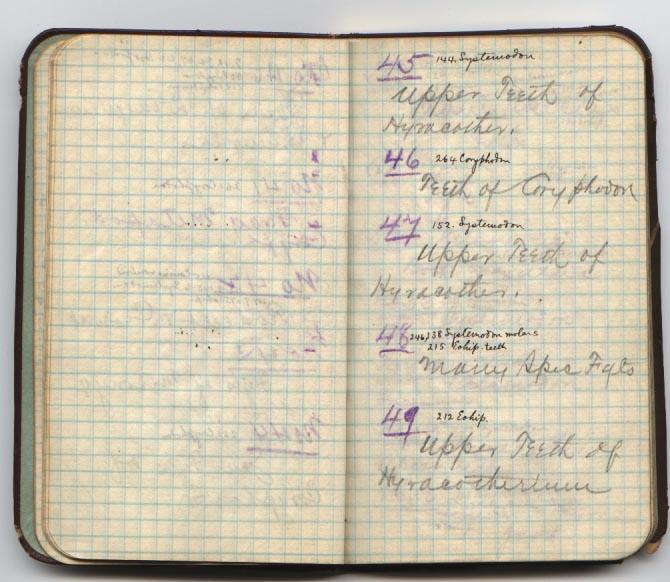 45 144. Systemodon
Upper Teeth of
Hyracother.
46 264 Coryphodon
Teeth of Coryphodon
47 152. Systemodon
Upper Teeth of
Hyracother.
48 246,138 Systemodon molars
215 Eohip. teeth
Many Spec Fgts
49 212 Eohip.
Upper Teeth of
Hyracotherium